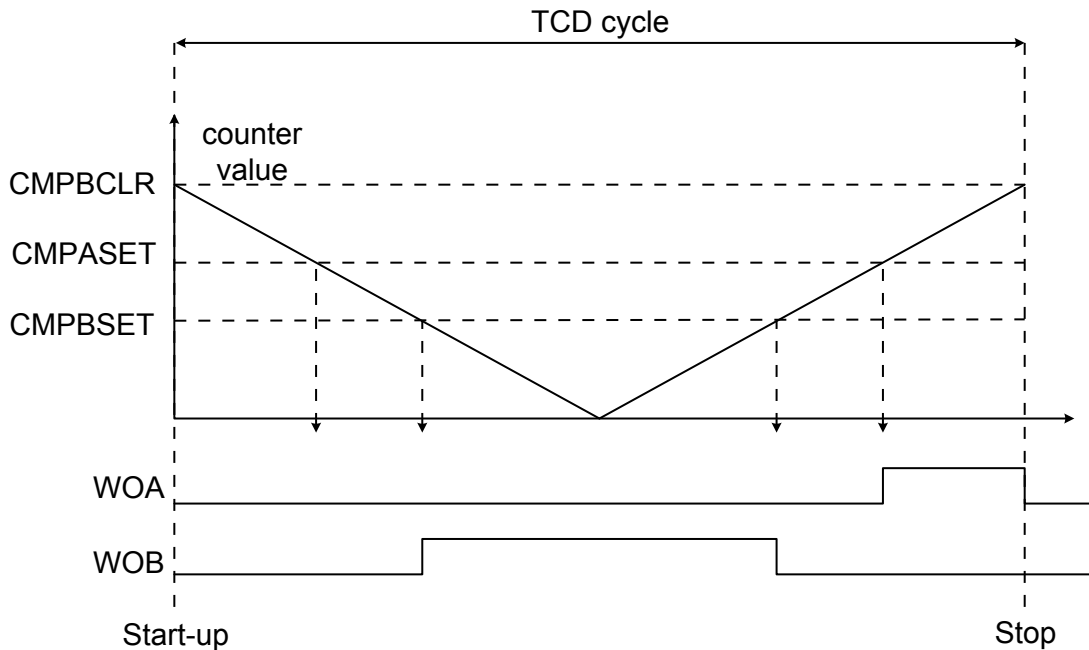 TCD cycle
counter
value
CMPBCLR
CMPASET
CMPBSET
WOA
WOB
Start-up
Stop